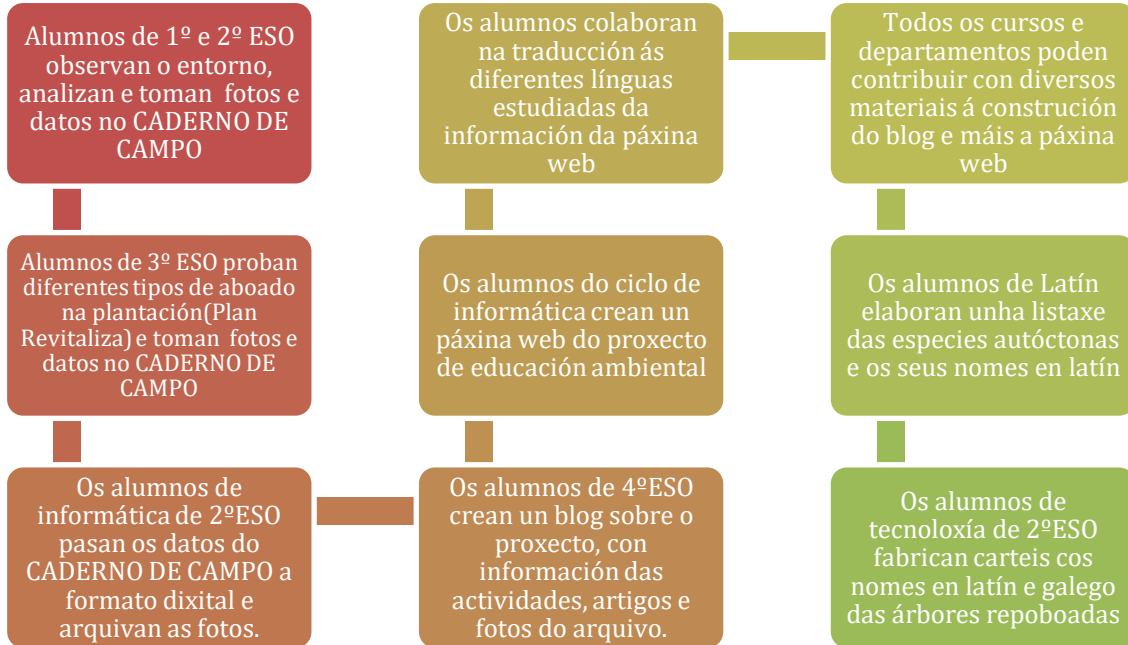 Alumnos de 1º e 2º ESO
observan o entorno,
analizan e toman fotos e
datos no CADERNO DE
CAMPO
Alumnos de 3º ESO proban
diferentes tipos de aboado
na plantación(Plan
Revitaliza) e toman fotos e
datos no CADERNO DE
CAMPO
Os alumnos de
informática de 2ºESO
pasan os datos do
CADERNO DE CAMPO a
formato dixital e
arquivan as fotos.
Os alumnos de 4ºESO
crean un blog sobre o
proxecto, con
información das
actividades, artigos e
fotos do arquivo.
Os alumnos do ciclo de
informática crean un
páxina web do proxecto
de educación ambiental
Os alumnos colaboran
na traducción ás
diferentes línguas
estudiadas da
información da páxina
web
Todos os cursos e
departamentos poden
contribuir con diversos
materiais á construción
do blog e máis a páxina
web
Os alumnos de Latín
elaboran unha listaxe
das especies autóctonas
e os seus nomes en latín
Os alumnos de
tecnoloxía de 2ºESO
fabrican carteis cos
nomes en latín e galego
das árbores repoboadas